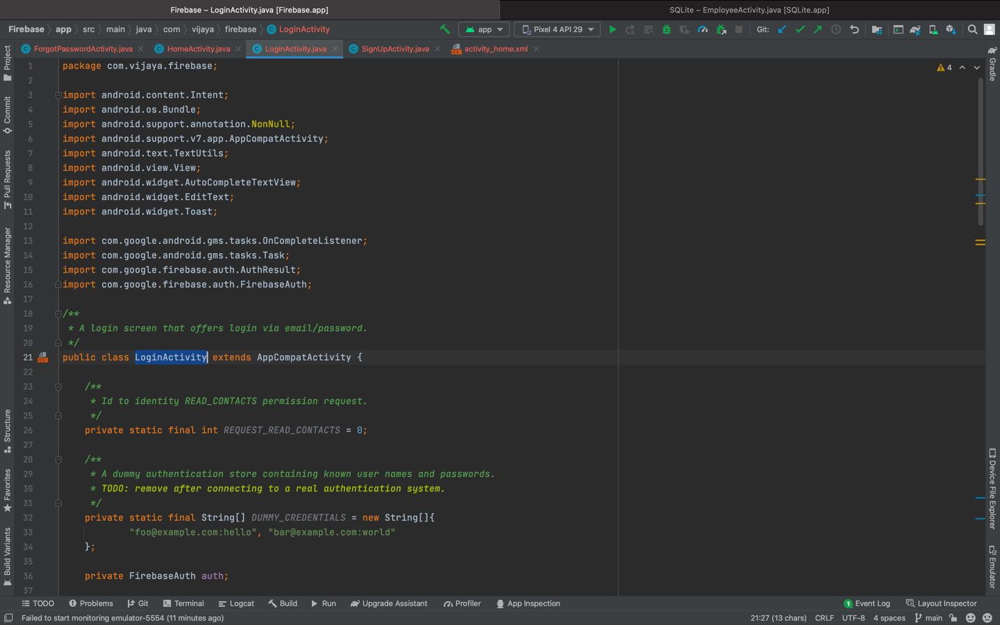 Firebase – LoginActivity.java [Firebase.app]
SQLite – EmployeeActivity.java [SQLite.app]
Firebase app src main java com vijaya firebase LoginActivity
app
Pixel 4 API 29
Git:
ForgotPasswordActivity.java
HomeActivity.java
LoginActivity.java
SignUpActivity.java
activity_home.xml
4
1 package com.vijaya.firebase;
2
3 import android.content.Intent;
4 import android.os.Bundle;
5 import android.support.annotation.NonNull;
6 import android.support.v7.app.AppCompatActivity;
7 import android.text.TextUtils;
8 import android.view.View;
9 import android.widget.AutoCompleteTextView;
10 import android.widget.EditText;
11 import android.widget.Toast;
12
13 import com.google.android.gms.tasks.OnCompleteListener;
14 import com.google.android.gms.tasks.Task;
15 import com.google.firebase.auth.AuthResult;
16 import com.google.firebase.auth.FirebaseAuth;
17
18 /**
19 * A login screen that offers login via email/password.
20 */
21 public class LoginActivity extends AppCompatActivity {
22
23 /**
24 * Id to identity READ_CONTACTS permission request.
25 */
26 private static final int REQUEST_READ_CONTACTS = 0;
27
28 /**
29 * A dummy authentication store containing known user names and passwords.
30 * TODO: remove after connecting to a real authentication system.
31 */
32 private static final String[] DUMMY_CREDENTIALS = new String[]{
33 "foo@example.com:hello", "bar@example.com:world"
34 };
35
36 private FirebaseAuth auth;
37
Project
Commit
Pull Requests
Resource Manager
Structure
Favorites
Build Variants
Gradle
Device File Explorer
Emulator
TODO Problems Git Terminal Logcat Build Run Upgrade Assistant Profiler App Inspection
1 Event Log Layout Inspector
Failed to start monitoring emulator-5554 (11 minutes ago)
21:27 (13 chars) CRLF UTF-8 4 spaces main